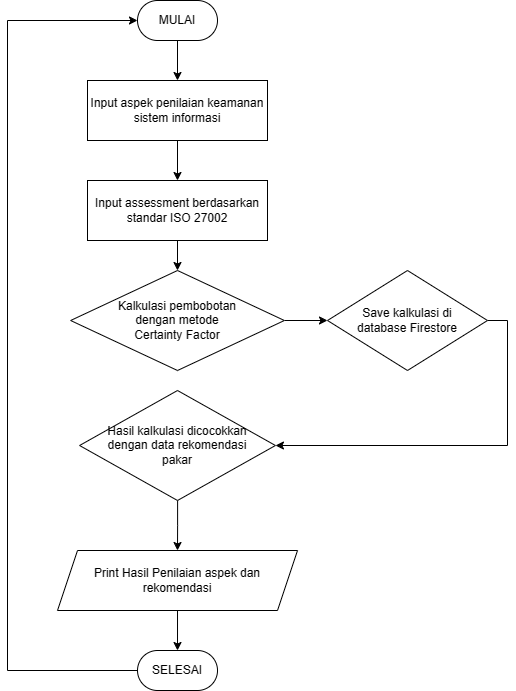 MULAI
Input aspek penilaian keamanan
sistem informasi
Input assessment berdasarkan
standar ISO 27002
Kalkulasi pembobotan
dengan metode
Certainty Factor
Save kalkulasi di
database Firestore
Hasil kalkulasi dicocokkan
dengan data rekomendasi
pakar
Print Hasil Penilaian aspek dan
rekomendasi
SELESAI